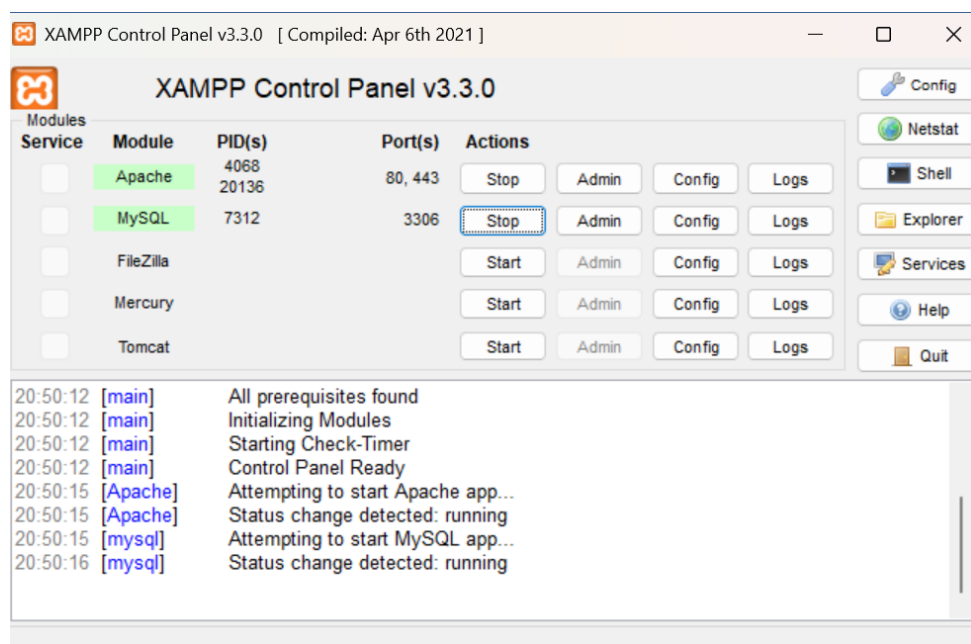 XAMPP Control Panel v3.3.0 [ Compiled: Apr 6th 2021 ]
XAMPP Control Panel v3.3.0
Config
Modules
Service Module PID(s) Port(s) Actions
Netstat
Apache 4068 20136 80, 443 Stop Admin Config Logs
Shell
MySQL 7312 3306 Stop Admin Config Logs
Explorer
FileZilla Start Admin Config Logs
Services
Mercury Start Admin Config Logs
Help
Tomcat Start Admin Config Logs
Quit
20:50:12 [main] All prerequisites found
20:50:12 [main] Initializing Modules
20:50:12 [main] Starting Check-Timer
20:50:12 [main] Control Panel Ready
20:50:15 [Apache] Attempting to start Apache app...
20:50:15 [Apache] Status change detected: running
20:50:15 [mysql] Attempting to start MySQL app...
20:50:16 [mysql] Status change detected: running